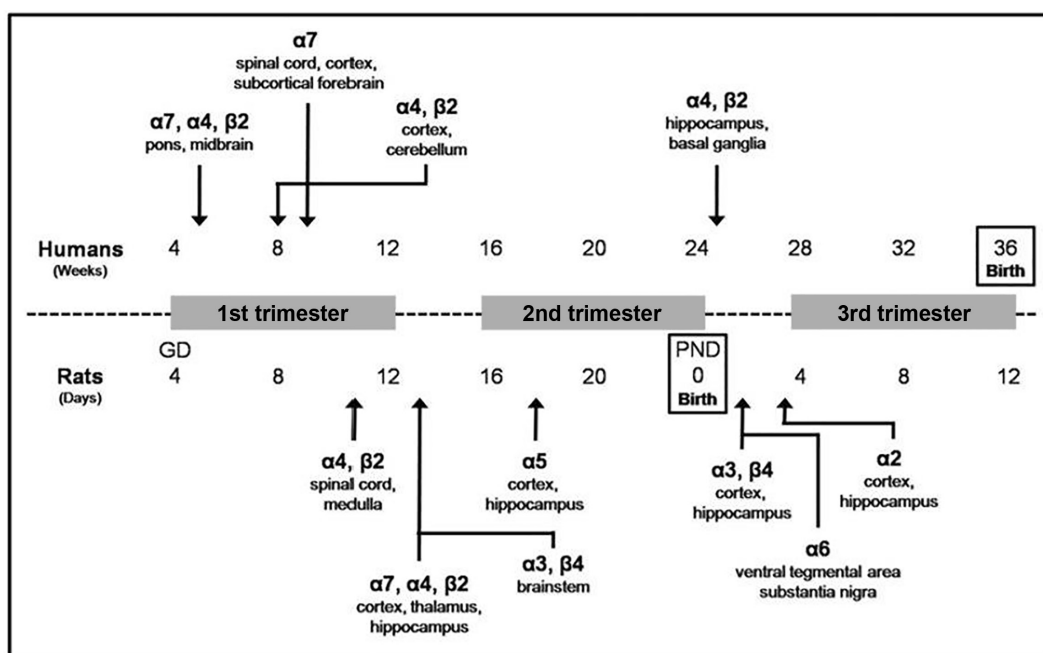 α7
spinal cord, cortex,
subcortical forebrain
α7, α4, β2
pons, midbrain
α4, β2
cortex,
cerebellum
α4, β2
hippocampus,
basal ganglia
Humans
(Weeks)
4 8 12 16 20 24 28 32 36
Birth
1st trimester 2nd trimester 3rd trimester
GD PND
Rats
(Days)
4 8 12 16 20 0 4 8 12
Birth
α4, β2
spinal cord,
medulla
α5
cortex,
hippocampus
α3, β4
cortex,
hippocampus
α2
cortex,
hippocampus
α7, α4, β2
cortex, thalamus,
hippocampus
α3, β4
brainstem
α6
ventral tegmental area
substantia nigra